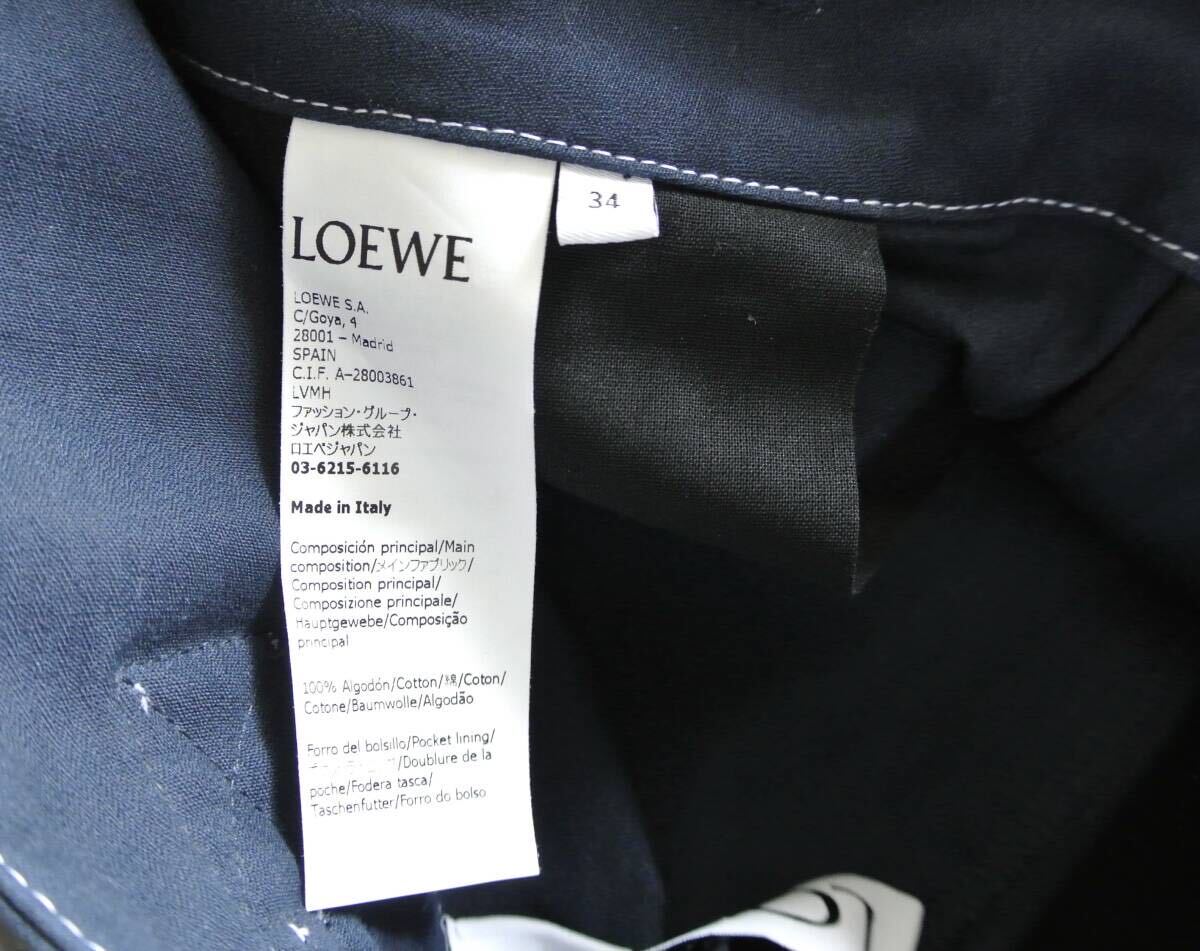 LOEWE
34
LOEWE S.A.
C/Goya, 4
28001 – Madrid
SPAIN
C.I.F. A-28003861
LVMH
ファッション・グループ・
ジャパン株式会社
ロエベジャパン
03-6215-6116
Made in Italy
Composición principal/Main
composition/メインファブリック/
Composition principal/
Composizione principale/
Hauptgewebe/Composição
principal
100% Algodón/Cotton/綿/Coton/
Cotone/Baumwolle/Algodão
Forro del bolsillo/Pocket lining/
/Doublure de la
poche/Fodera tasca/
Taschenfutter/Forro do bolso